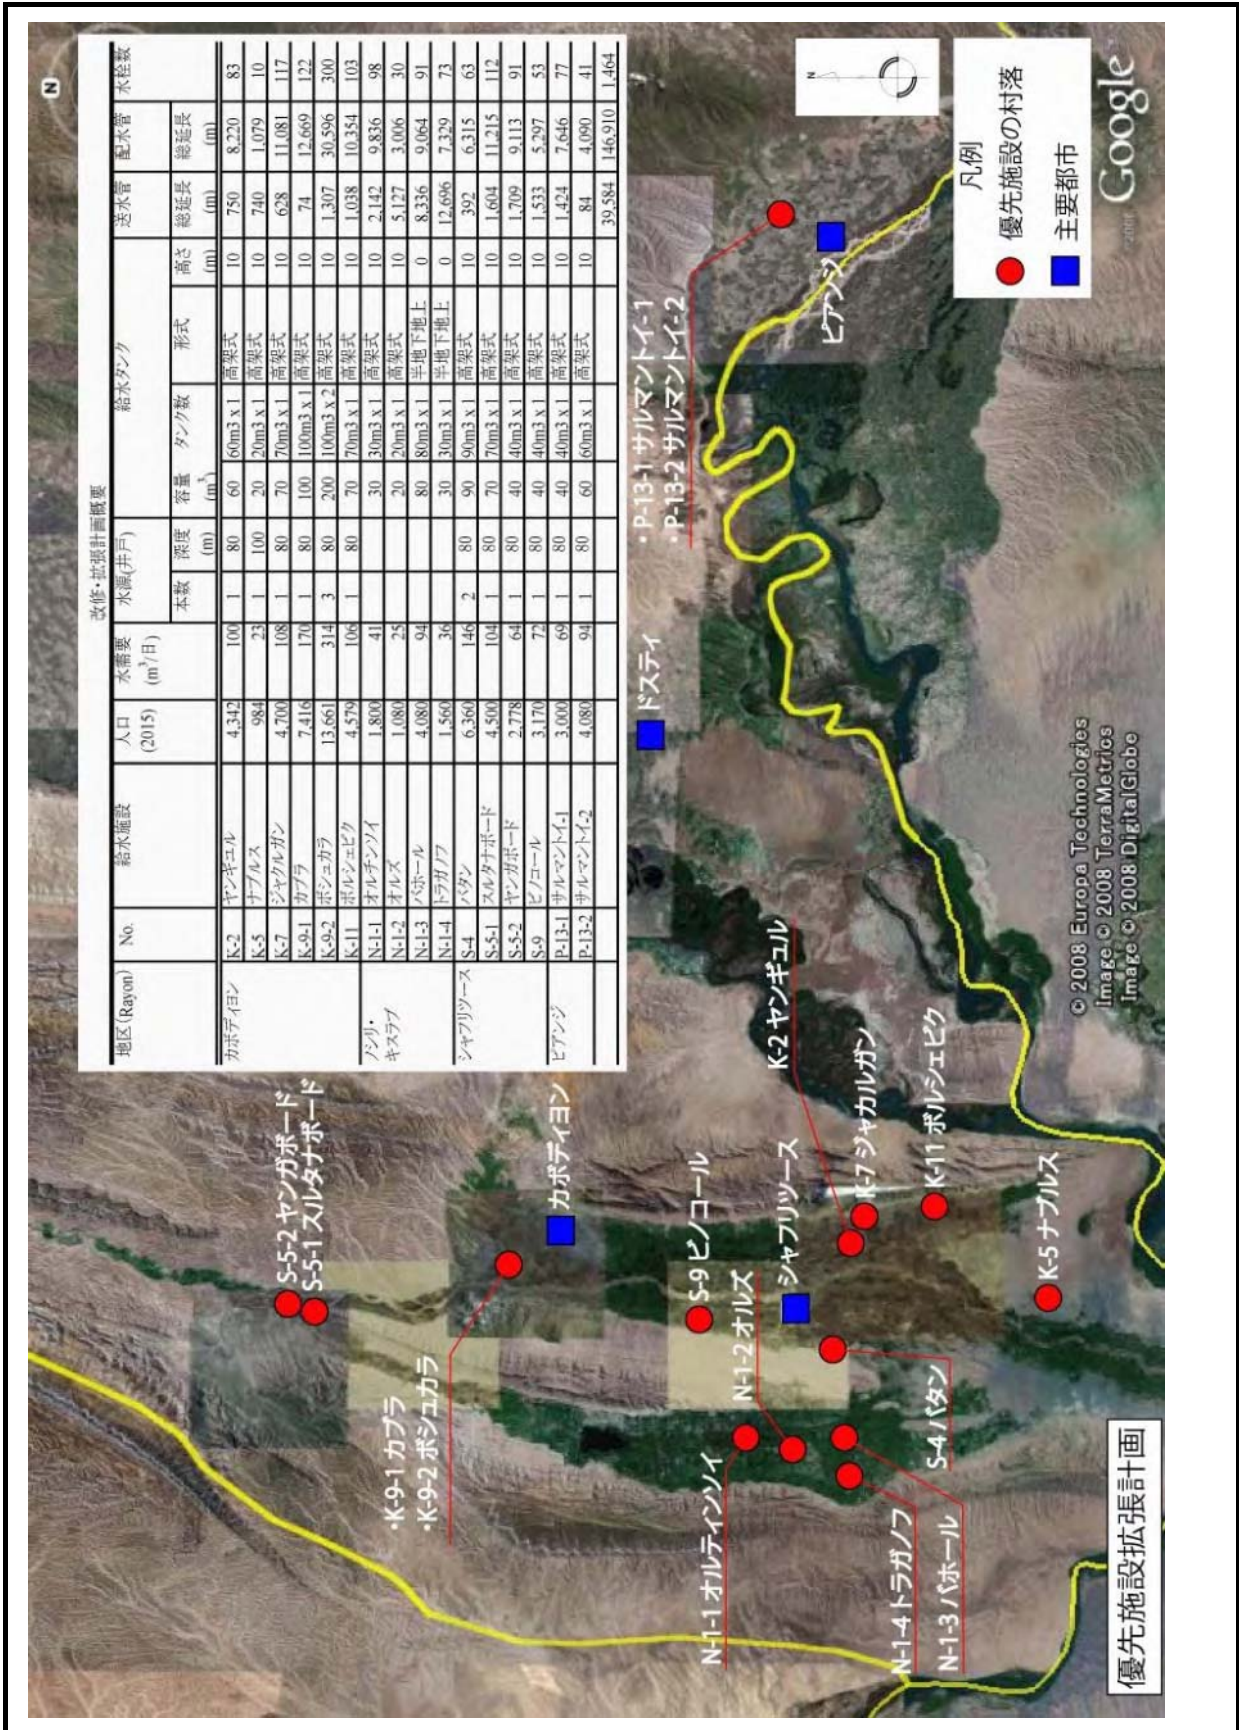 N
改修・拡張計画概要
地区(Rayon) No. 給水施設 人口 (2015) 水需要 (m³/日) 水源(井戸) 給水タンク 送水管 配水管 水栓数
本数 深度 (m) 容量 (m³) タンク数 形式 高さ (m) 総延長 (m) 総延長 (m)
カボディヨン K-2 ヤンギュル 4,342 100 1 80 60 60m3 x 1 高架式 10 750 8,220 83
K-5 ナブルス 984 23 1 100 20 20m3 x 1 高架式 10 740 1,079 10
K-7 ジャクルガン 4,700 108 1 80 70 70m3 x 1 高架式 10 628 11,081 117
K-9-1 カブラ 7,416 170 1 80 100 100m3 x 1 高架式 10 74 12,669 122
K-9-2 ボシュカラ 13,661 314 3 80 200 100m3 x 2 高架式 10 1,307 30,596 300
K-11 ボルシェビク 4,579 106 1 80 70 70m3 x 1 高架式 10 1,038 10,354 103
ノシリ・キスラブ N-1-1 オルチンソイ 1,800 41 30 30m3 x 1 高架式 10 2,142 9,836 98
N-1-2 オルズ 1,080 25 20 20m3 x 1 高架式 10 5,127 3,006 30
N-1-3 バホール 4,080 94 80 80m3 x 1 半地下地上 0 8,336 9,064 91
N-1-4 トラガノフ 1,560 36 30 30m3 x 1 半地下地上 0 12,696 7,329 73
シャフリツース S-4 パタン 6,360 146 2 80 90 90m3 x 1 高架式 10 392 6,315 63
S-5-1 スルタナボード 4,500 104 1 80 70 70m3 x 1 高架式 10 1,604 11,215 112
S-5-2 ヤンガボード 2,778 64 1 80 40 40m3 x 1 高架式 10 1,709 9,113 91
S-9 ビノコール 3,170 72 1 80 40 40m3 x 1 高架式 10 1,533 5,297 53
ピアンジ P-13-1 サルマントイ-1 3,000 69 1 80 40 40m3 x 1 高架式 10 1,424 7,646 77
P-13-2 サルマントイ-2 4,080 94 1 80 60 60m3 x 1 高架式 10 84 4,090 41
39,584 146,910 1,464
N
凡例
優先施設の村落
主要都市
S-5-2 ヤンガボード
S-5-1 スルタナボード
・K-9-1 カブラ
・K-9-2 ボシュカラ
カボディヨン
S-9 ビノコール
N-1-2 オルズ
シャフリツース
N-1-1 オルティンソイ
K-2 ヤンギュル
K-7 ジャカルガン
K-11 ボルシェビク
K-5 ナブルス
S-4 パタン
N-1-4 トラガノフ
N-1-3 バホール
ドスティ
・P-13-1 サルマントイ-1
・P-13-2 サルマントイ-2
ピアンジ
© 2008 Europa Technologies
Image © 2008 TerraMetrics
Image © 2008 DigitalGlobe
©2008 Google
優先施設拡張計画